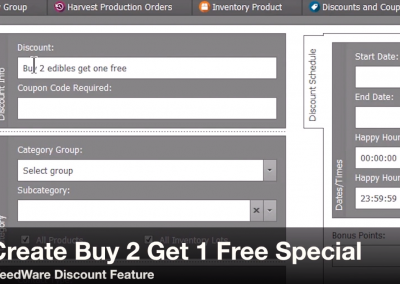 Group
Harvest Production Orders
Inventory Product
Discounts and Coup
Discount:
Buy 2 edibles get one free
Coupon Code Required:
Discount Info
Category Group:
Select group
Subcategory:
All Products
Discount Schedule
Start Date:
End Date:
Happy Hour
00:00:00
Happy Hour
23:59:59
Dates/Times
Bonus Points:
Create Buy 2 Get 1 Free Special
eedWare Discount Feature